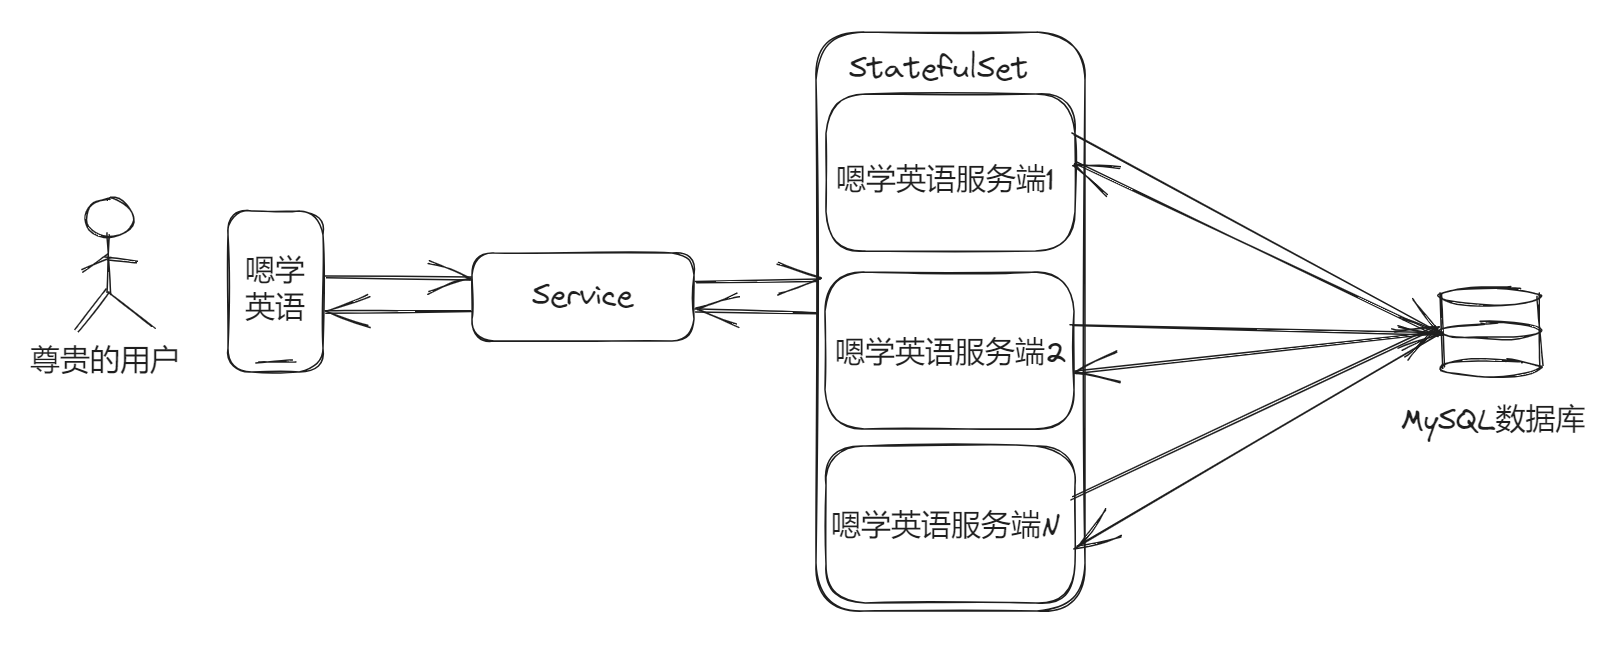 尊贵的用户
嗯学
英语
Service
StatefulSet
嗯学英语服务端1
嗯学英语服务端2
嗯学英语服务端N
MySQL数据库